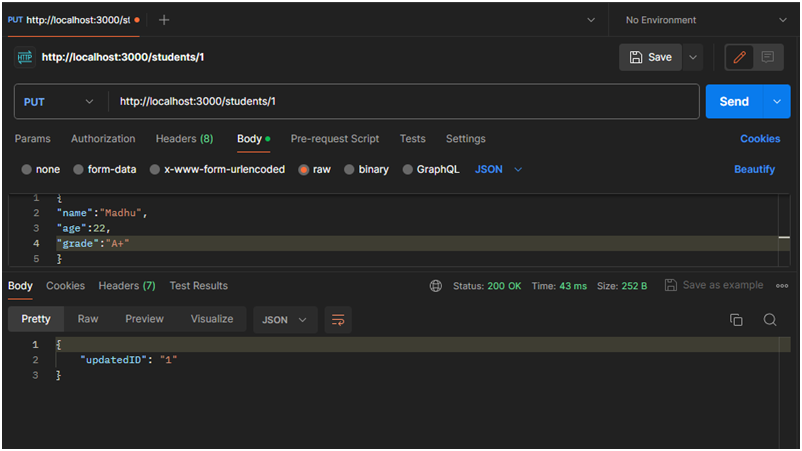 PUT http://localhost:3000/st
No Environment
HTTP http://localhost:3000/students/1
Save
PUT http://localhost:3000/students/1 Send
Params Authorization Headers (8) Body Pre-request Script Tests Settings Cookies
none form-data x-www-form-urlencoded raw binary GraphQL JSON Beautify
1 {
2 "name":"Madhu",
3 "age":22,
4 "grade":"A+"
5 }
Body Cookies Headers (7) Test Results Status: 200 OK Time: 43 ms Size: 252 B Save as example
Pretty Raw Preview Visualize JSON
1 {
2 "updatedID": "1"
3 }